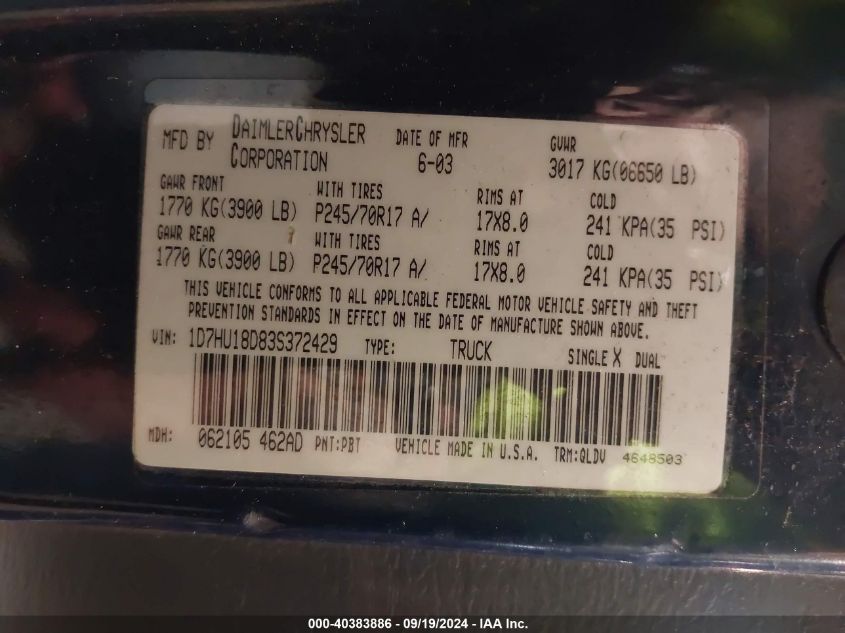 MFD BY DAIMLERCHRYSLER CORPORATION DATE OF MFR 6-03 GVWR 3017 KG(06650 LB)
GAWR FRONT WITH TIRES RIMS AT COLD
1770 KG(3900 LB) P245/70R17 A/ 17X8.0 241 KPA(35 PSI)
GAWR REAR WITH TIRES RIMS AT COLD
1770 KG(3900 LB) P245/70R17 A/ 17X8.0 241 KPA(35 PSI)
THIS VEHICLE CONFORMS TO ALL APPLICABLE FEDERAL MOTOR VEHICLE SAFETY AND THEFT
PREVENTION STANDARDS IN EFFECT ON THE DATE OF MANUFACTURE SHOWN ABOVE.
VIN: 1D7HU18D83S372429 TYPE: TRUCK SINGLE X DUAL
MDH: 062105 462AD PNT:PBT VEHICLE MADE IN U.S.A. TRM:QLDV 4648503
000-40383886 - 09/19/2024 - IAA Inc.